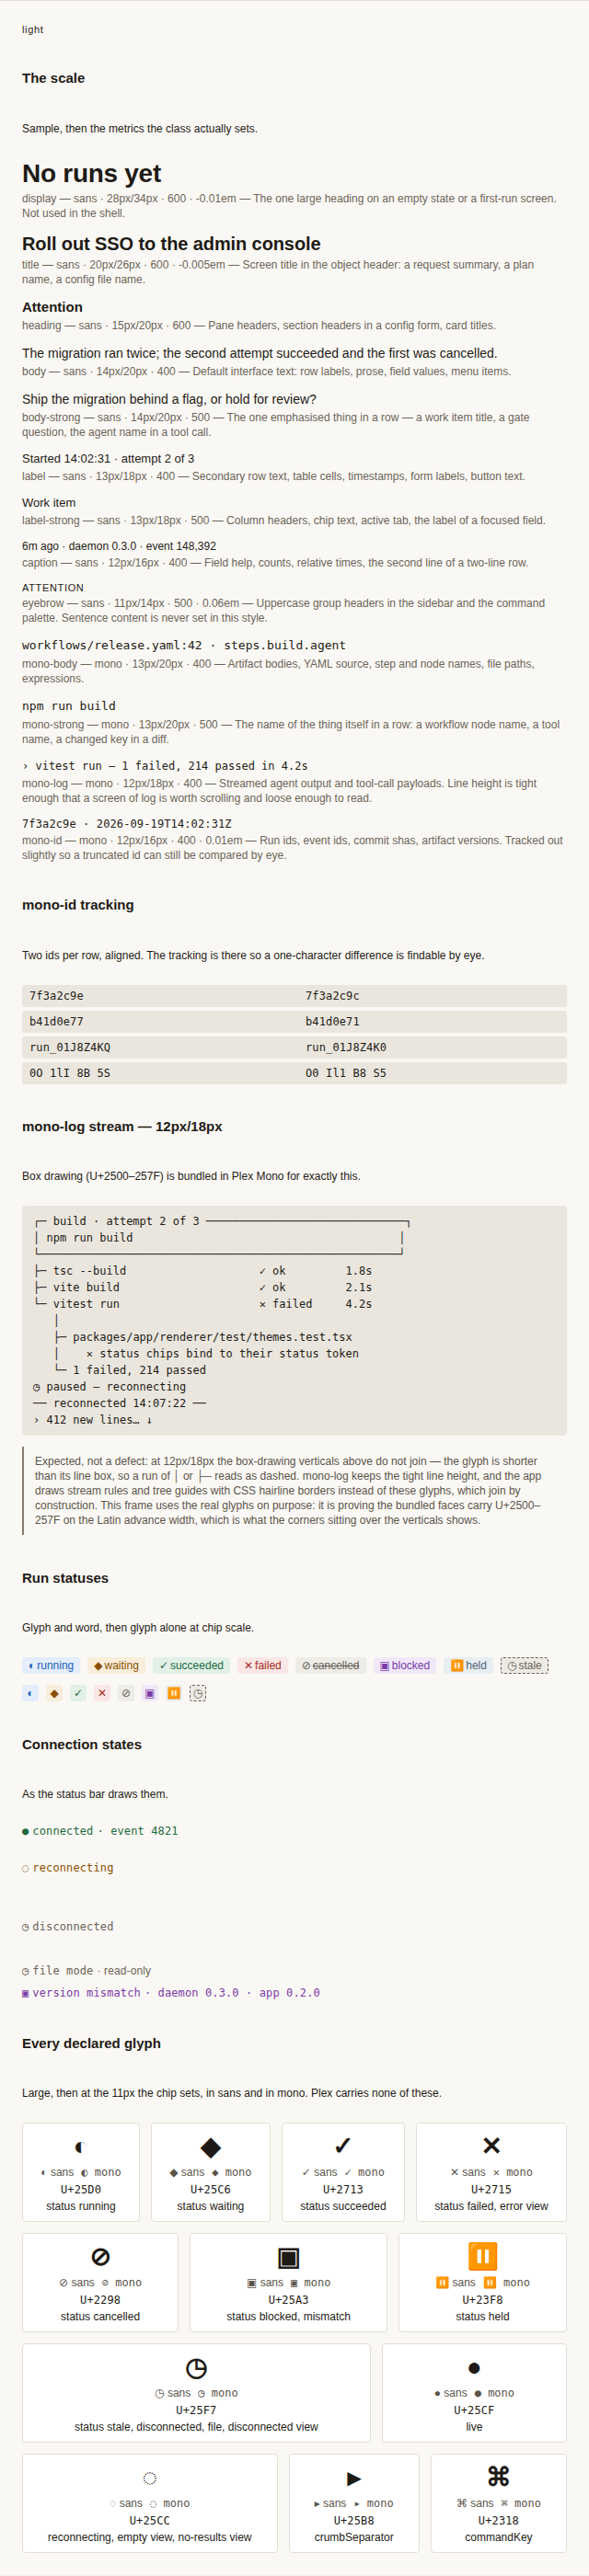 light
The scale
Sample, then the metrics the class actually sets.
No runs yet
display — sans · 28px/34px · 600 · -0.01em — The one large heading on an empty state or a first-run screen.
Not used in the shell.
Roll out SSO to the admin console
title — sans · 20px/26px · 600 · -0.005em — Screen title in the object header: a request summary, a plan
name, a config file name.
Attention
heading — sans · 15px/20px · 600 — Pane headers, section headers in a config form, card titles.
The migration ran twice; the second attempt succeeded and the first was cancelled.
body — sans · 14px/20px · 400 — Default interface text: row labels, prose, field values, menu items.
Ship the migration behind a flag, or hold for review?
body-strong — sans · 14px/20px · 500 — The one emphasised thing in a row — a work item title, a gate
question, the agent name in a tool call.
Started 14:02:31 · attempt 2 of 3
label — sans · 13px/18px · 400 — Secondary row text, table cells, timestamps, form labels, button text.
Work item
label-strong — sans · 13px/18px · 500 — Column headers, chip text, active tab, the label of a focused field.
6m ago · daemon 0.3.0 · event 148,392
caption — sans · 12px/16px · 400 — Field help, counts, relative times, the second line of a two-line row.
ATTENTION
eyebrow — sans · 11px/14px · 500 · 0.06em — Uppercase group headers in the sidebar and the command
palette. Sentence content is never set in this style.
workflows/release.yaml:42 · steps.build.agent
mono-body — mono · 13px/20px · 400 — Artifact bodies, YAML source, step and node names, file paths,
expressions.
npm run build
mono-strong — mono · 13px/20px · 500 — The name of the thing itself in a row: a workflow node name, a tool
name, a changed key in a diff.
› vitest run — 1 failed, 214 passed in 4.2s
mono-log — mono · 12px/18px · 400 — Streamed agent output and tool-call payloads. Line height is tight
enough that a screen of log is worth scrolling and loose enough to read.
7f3a2c9e · 2026-09-19T14:02:31Z
mono-id — mono · 12px/16px · 400 · 0.01em — Run ids, event ids, commit shas, artifact versions. Tracked out
slightly so a truncated id can still be compared by eye.
mono-id tracking
Two ids per row, aligned. The tracking is there so a one-character difference is findable by eye.
7f3a2c9e 7f3a2c9c
b41d0e77 b41d0e71
run_01J8Z4KQ run_01J8Z4K0
0O 1lI 8B 5S O0 Il1 B8 S5
mono-log stream — 12px/18px
Box drawing (U+2500–257F) is bundled in Plex Mono for exactly this.
┌─ build · attempt 2 of 3 ──────────────────────────────┐
│ npm run build │
└───────────────────────────────────────────────────────┘
├─ tsc --build ✓ ok 1.8s
├─ vite build ✓ ok 2.1s
└─ vitest run ✕ failed 4.2s
│
├─ packages/app/renderer/test/themes.test.tsx
│ ✕ status chips bind to their status token
└─ 1 failed, 214 passed
◷ paused — reconnecting
── reconnected 14:07:22 ──
› 412 new lines… ↓
Expected, not a defect: at 12px/18px the box-drawing verticals above do not join — the glyph is shorter
than its line box, so a run of │ or ├─ reads as dashed. mono-log keeps the tight line height, and the app
draws stream rules and tree guides with CSS hairline borders instead of these glyphs, which join by
construction. This frame uses the real glyphs on purpose: it is proving the bundled faces carry U+2500–
257F on the Latin advance width, which is what the corners sitting over the verticals shows.
Run statuses
Glyph and word, then glyph alone at chip scale.
◐ running ◆ waiting ✓ succeeded ✕ failed ⊘ cancelled ▣ blocked ⏸ held ◷ stale
◐ ◆ ✓ ✕ ⊘ ▣ ⏸ ◷
Connection states
As the status bar draws them.
● connected · event 4821
◌ reconnecting
◷ disconnected
◷ file mode · read-only
▣ version mismatch · daemon 0.3.0 · app 0.2.0
Every declared glyph
Large, then at the 11px the chip sets, in sans and in mono. Plex carries none of these.
◐ ◆ ✓ ✕
◐ sans ◐ mono ◆ sans ◆ mono ✓ sans ✓ mono ✕ sans ✕ mono
U+25D0 U+25C6 U+2713 U+2715
status running status waiting status succeeded status failed, error view
⊘ ▣ ⏸
⊘ sans ⊘ mono ▣ sans ▣ mono ⏸ sans ⏸ mono
U+2298 U+25A3 U+23F8
status cancelled status blocked, mismatch status held
◷ ●
◷ sans ◷ mono ● sans ● mono
U+25F7 U+25CF
status stale, disconnected, file, disconnected view live
◌ ▸ ⌘
◌ sans ◌ mono ▸ sans ▸ mono ⌘ sans ⌘ mono
U+25CC U+25B8 U+2318
reconnecting, empty view, no-results view crumbSeparator commandKey